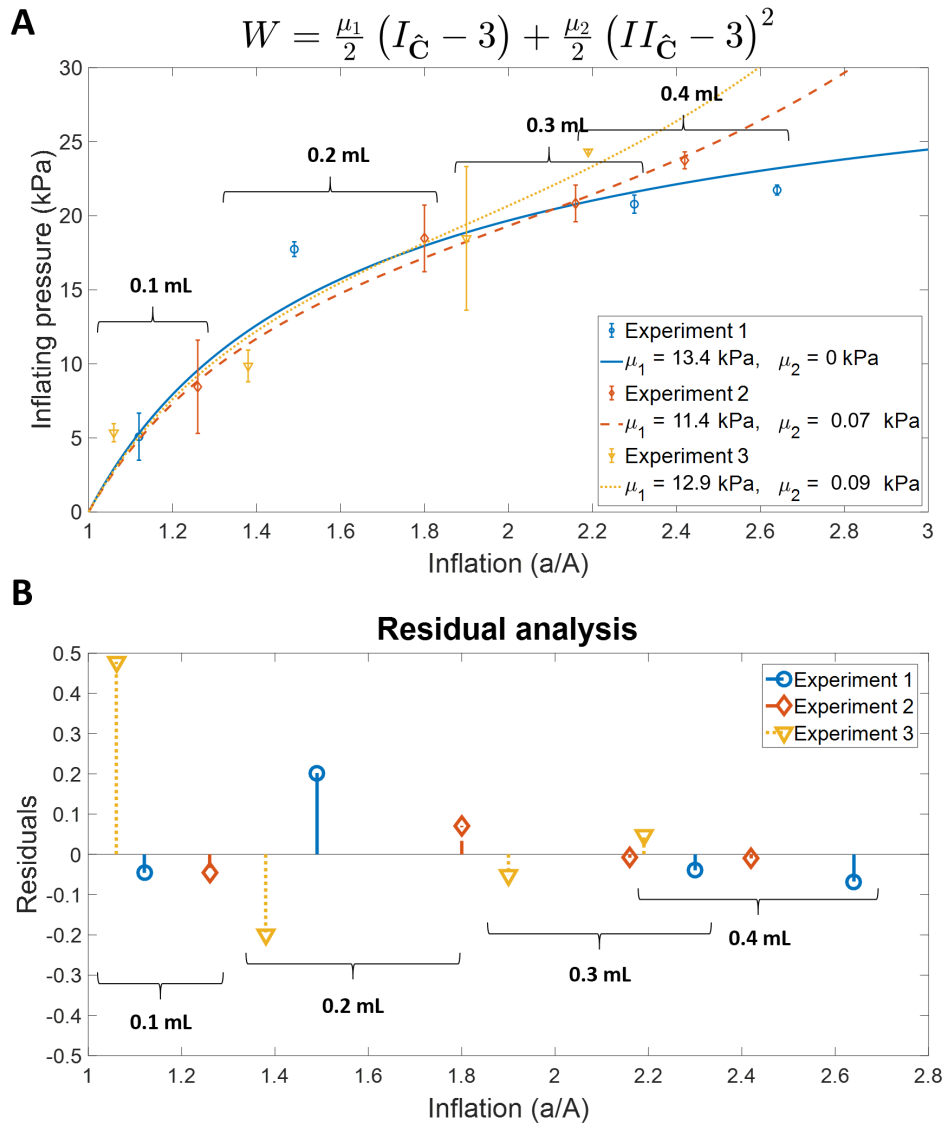 A
W = μ₁/2 (I_Ĉ − 3) + μ₂/2 (II_Ĉ − 3)²
30
25
20
15
10
5
0
Inflating pressure (kPa)
0.1 mL
0.2 mL
0.3 mL
0.4 mL
Experiment 1
μ₁ = 13.4 kPa, μ₂ = 0 kPa
Experiment 2
μ₁ = 11.4 kPa, μ₂ = 0.07 kPa
Experiment 3
μ₁ = 12.9 kPa, μ₂ = 0.09 kPa
1 1.2 1.4 1.6 1.8 2 2.2 2.4 2.6 2.8 3
Inflation (a/A)
B
Residual analysis
0.5
0.4
0.3
0.2
0.1
0
-0.1
-0.2
-0.3
-0.4
-0.5
Residuals
Experiment 1
Experiment 2
Experiment 3
0.1 mL
0.2 mL
0.3 mL
0.4 mL
1 1.2 1.4 1.6 1.8 2 2.2 2.4 2.6 2.8
Inflation (a/A)